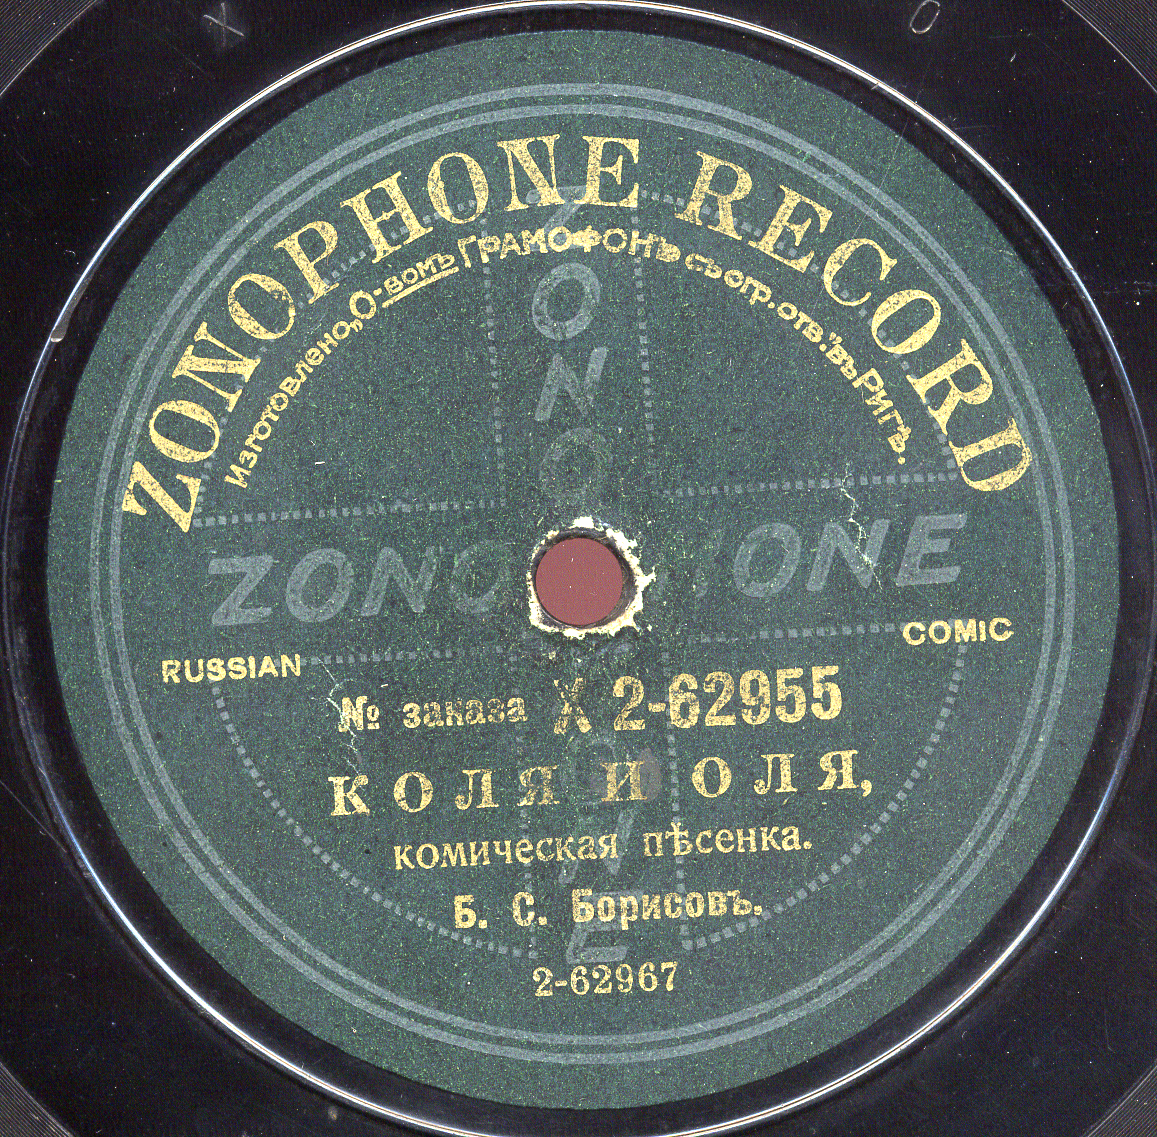 ZONOPHONE RECORD
Изготовлено „О-вомъ Грамофонъ съ огр. отв." въ Ригѣ.
ZONOPHONE
ZONOPHONE
RUSSIAN
COMIC
№ заказа X 2-62955
КОЛЯ И ОЛЯ,
комическая пѣсенка.
Б. С. Борисовъ.
2-62967